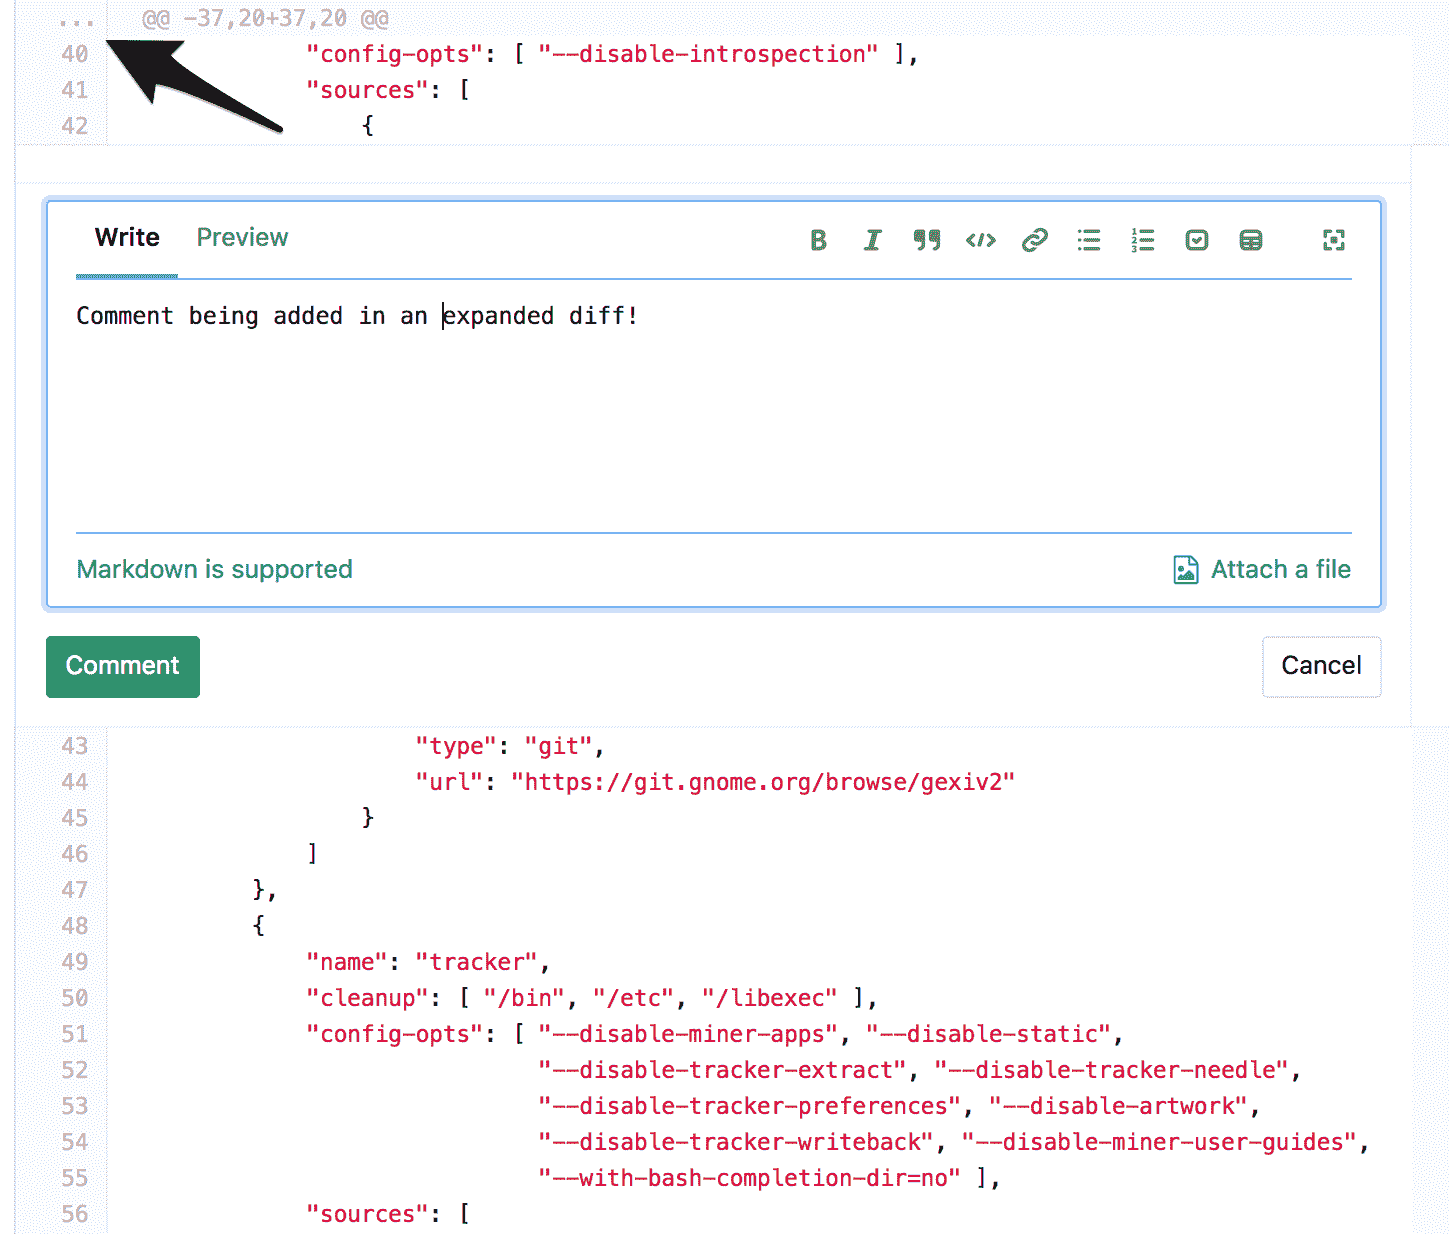 ... @@ -37,20+37,20 @@
40 "config-opts": [ "--disable-introspection" ],
41 "sources": [
42 {
Write Preview
Comment being added in an expanded diff!
Markdown is supported Attach a file
Comment Cancel
43 "type": "git",
44 "url": "https://git.gnome.org/browse/gexiv2"
45 }
46 ]
47 },
48 {
49 "name": "tracker",
50 "cleanup": [ "/bin", "/etc", "/libexec" ],
51 "config-opts": [ "--disable-miner-apps", "--disable-static",
52 "--disable-tracker-extract", "--disable-tracker-needle",
53 "--disable-tracker-preferences", "--disable-artwork",
54 "--disable-tracker-writeback", "--disable-miner-user-guides",
55 "--with-bash-completion-dir=no" ],
56 "sources": [